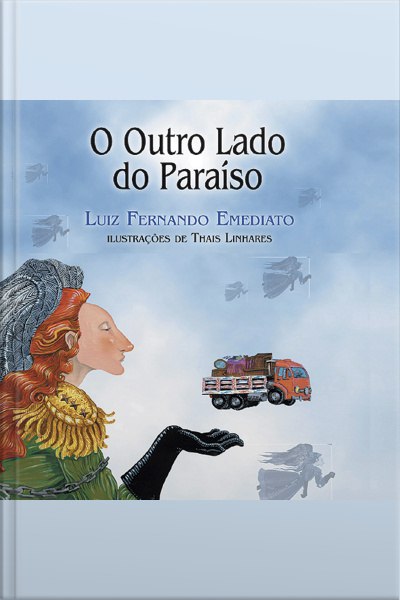 O Outro Lado
do Paraíso
LUIZ FERNANDO EMEDIATO
ILUSTRAÇÕES DE THAIS LINHARES